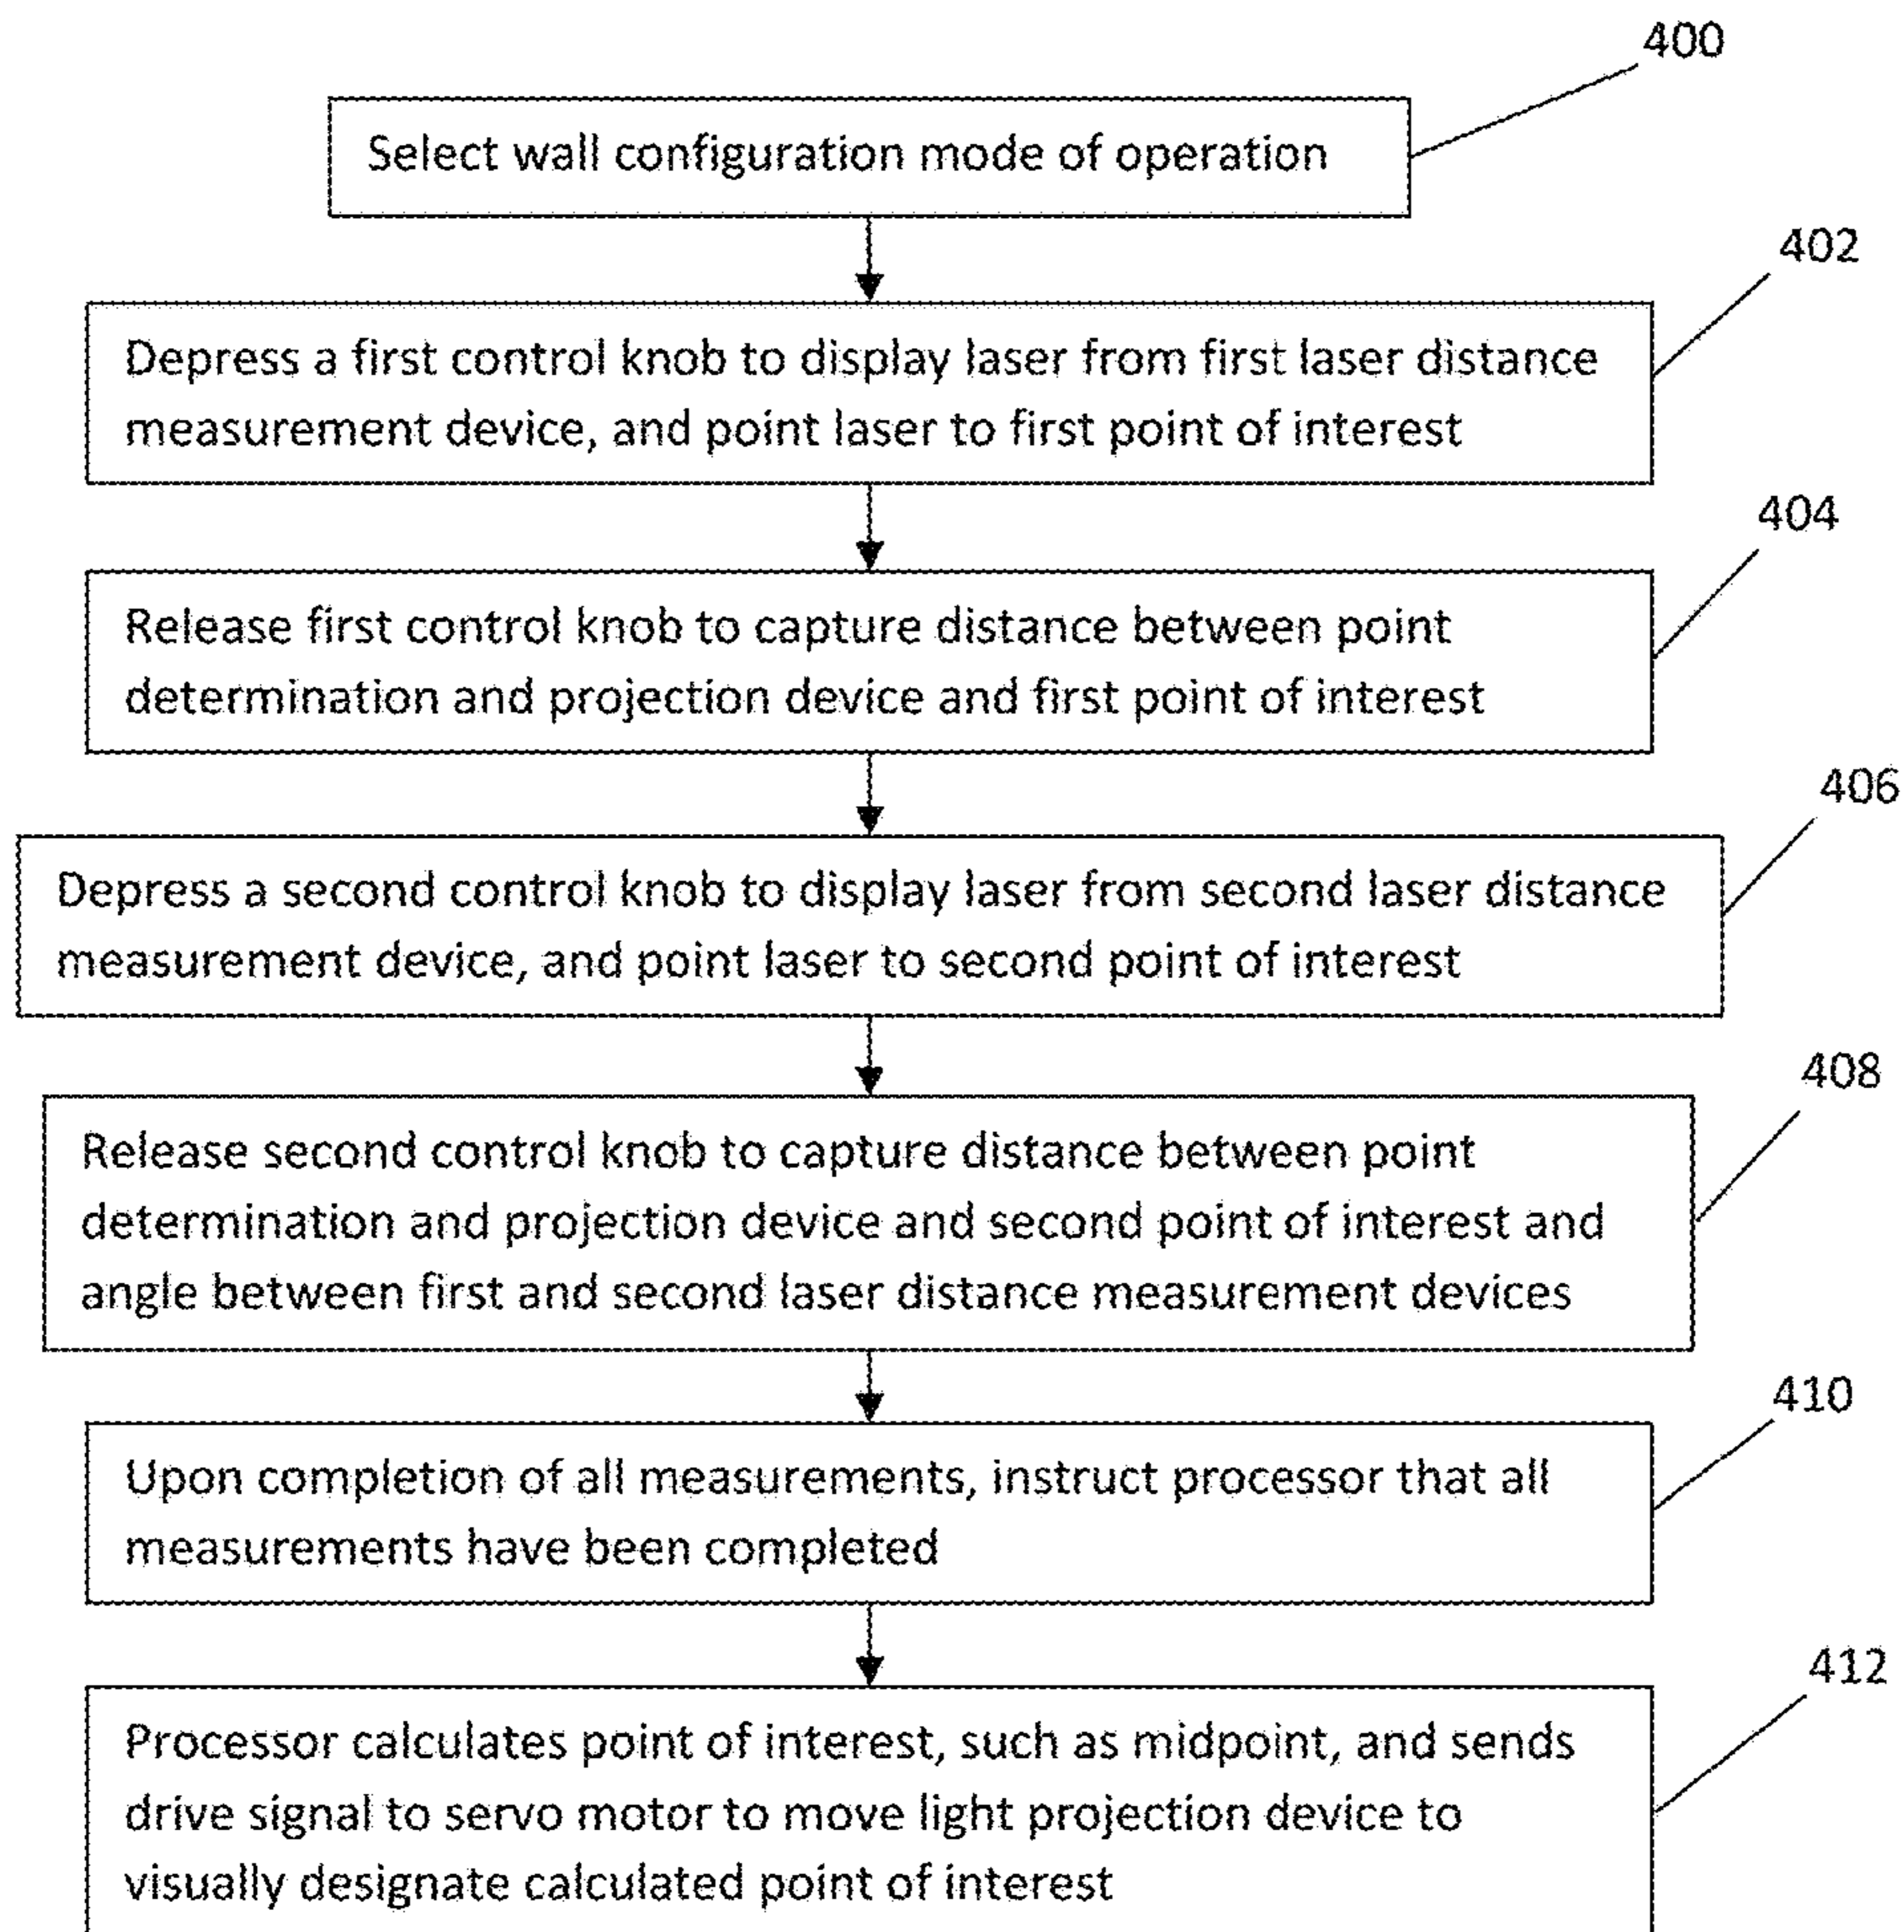 400
Select wall configuration mode of operation
402
Depress a first control knob to display laser from first laser distance
measurement device, and point laser to first point of interest
404
Release first control knob to capture distance between point
determination and projection device and first point of interest
406
Depress a second control knob to display laser from second laser distance
measurement device, and point laser to second point of interest
408
Release second control knob to capture distance between point
determination and projection device and second point of interest and
angle between first and second laser distance measurement devices
410
Upon completion of all measurements, instruct processor that all
measurements have been completed
412
Processor calculates point of interest, such as midpoint, and sends
drive signal to servo motor to move light projection device to
visually designate calculated point of interest